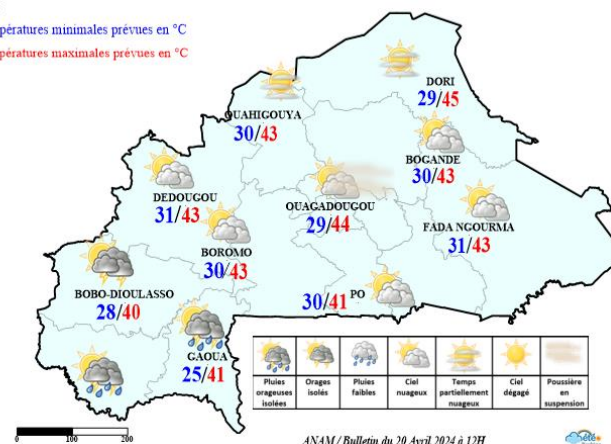 pératures minimales prévues en °C
pératures maximales prévues en °C
DORI
29/45
OUAHIGOUYA
30/43
BOGANDE
30/43
DEDOUGOU
31/43
OUAGADOUGOU
29/44
FADA NGOURMA
31/43
BOROMO
30/43
BOBO-DIOULASSO
28/40
PO
30/41
GAOUA
25/41
Pluies orageuses isolées
Orages isolés
Pluies faibles
Ciel nuageux
Temps partiellement nuageux
Ciel dégagé
Poussière en suspension
0 100 200
ANAM / Bulletin du 20 Avril 2024 à 12H